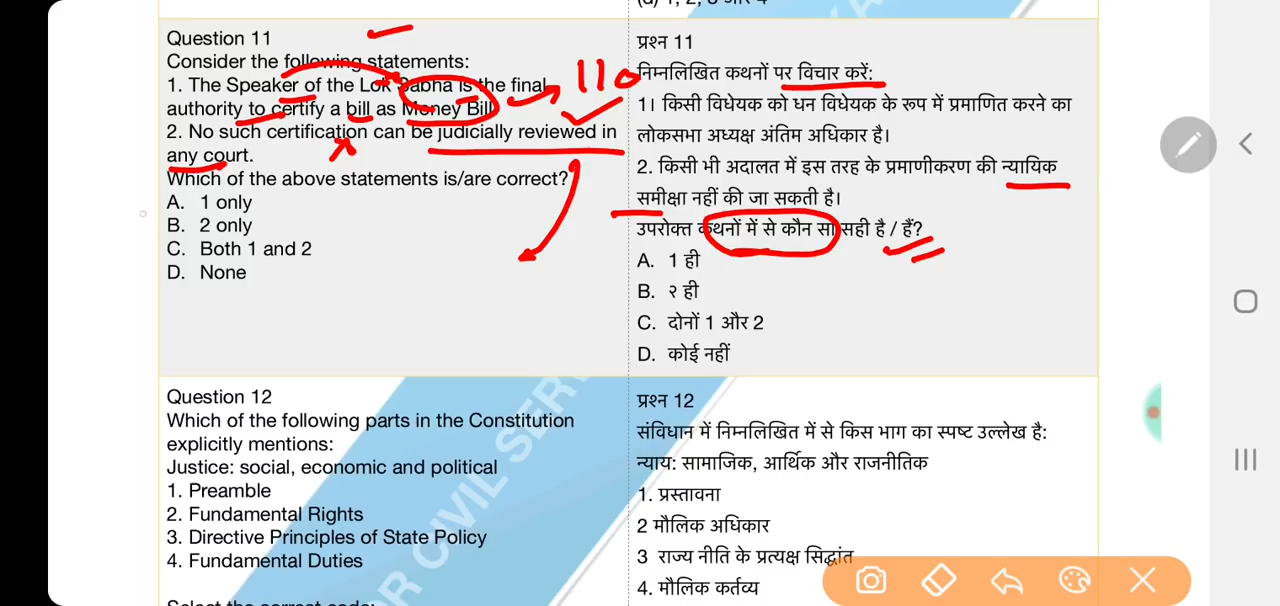 Question 11
Consider the following statements:
1. The Speaker of the Lok Sabha is the final
authority to certify a bill as Money Bill.
110
2. No such certification can be judicially reviewed in
any court.
Which of the above statements is/are correct?
A. 1 only
B. 2 only
C. Both 1 and 2
D. None
प्रश्न 11
निम्नलिखित कथनों पर विचार करें:
1। किसी विधेयक को धन विधेयक के रूप में प्रमाणित करने का
लोकसभा अध्यक्ष अंतिम अधिकार है।
2. किसी भी अदालत में इस तरह के प्रमाणीकरण की न्यायिक
समीक्षा नहीं की जा सकती है।
उपरोक्त कथनों में से कौन सा सही है / हैं?
A. 1 ही
B. २ ही
C. दोनों 1 और 2
D. कोई नहीं
Question 12
Which of the following parts in the Constitution
explicitly mentions:
Justice: social, economic and political
1. Preamble
2. Fundamental Rights
3. Directive Principles of State Policy
4. Fundamental Duties
प्रश्न 12
संविधान में निम्नलिखित में से किस भाग का स्पष्ट उल्लेख है:
न्याय: सामाजिक, आर्थिक और राजनीतिक
1. प्रस्तावना
2 मौलिक अधिकार
3 राज्य नीति के प्रत्यक्ष सिद्धांत
4. मौलिक कर्तव्य